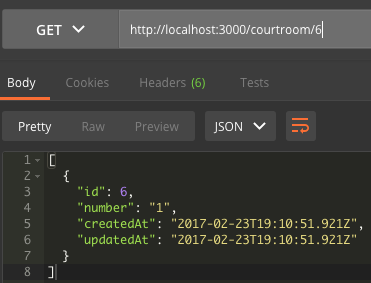 GET http://localhost:3000/courtroom/6
Body Cookies Headers (6) Tests
Pretty Raw Preview JSON
1 [
2 {
3 "id": 6,
4 "number": "1",
5 "createdAt": "2017-02-23T19:10:51.921Z",
6 "updatedAt": "2017-02-23T19:10:51.921Z"
7 }
8 ]